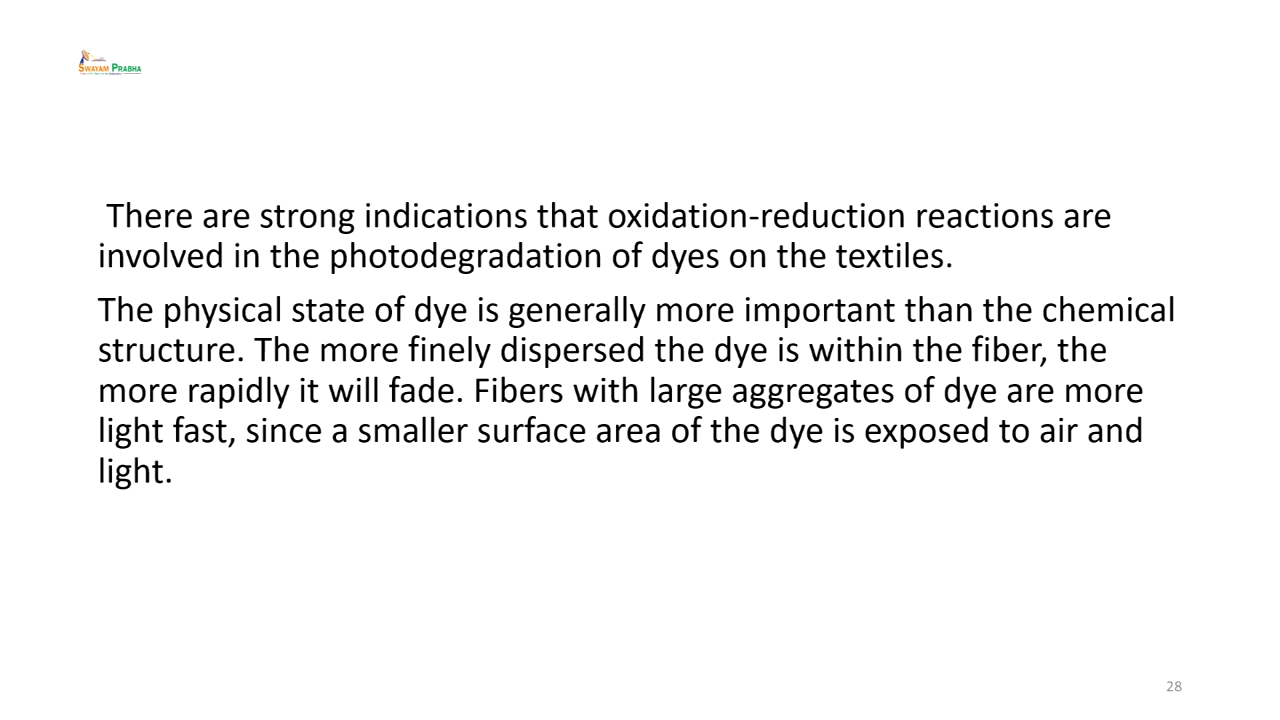 SWAYAM PRABHA
There are strong indications that oxidation-reduction reactions are
involved in the photodegradation of dyes on the textiles.
The physical state of dye is generally more important than the chemical
structure. The more finely dispersed the dye is within the fiber, the
more rapidly it will fade. Fibers with large aggregates of dye are more
light fast, since a smaller surface area of the dye is exposed to air and
light.
28